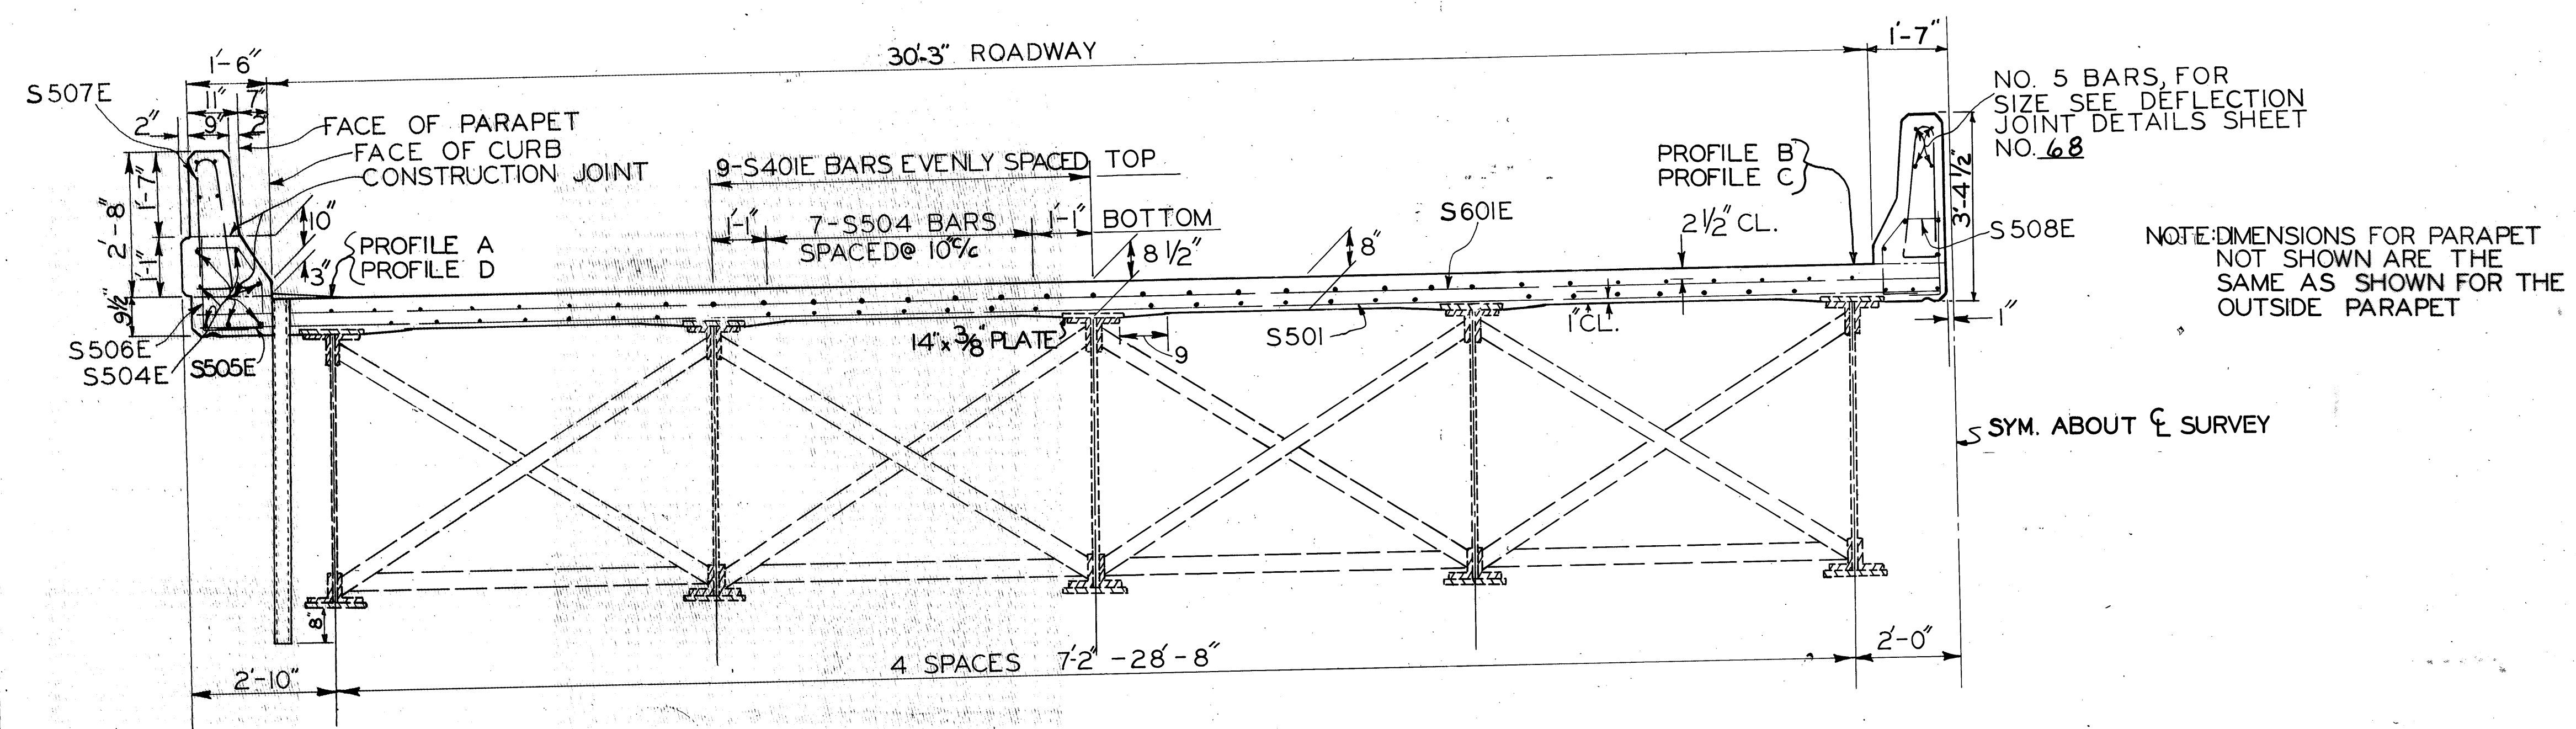 30'-3" ROADWAY
1'-7"
1'-6"
S507E
11" 7"
2" 9" 2
FACE OF PARAPET
FACE OF CURB
CONSTRUCTION JOINT
NO. 5 BARS, FOR
SIZE SEE DEFLECTION
JOINT DETAILS SHEET
NO. 68
9-S401E BARS EVENLY SPACED TOP
PROFILE B
PROFILE C
2'-8"
1'-7"
1'-1"
9½"
10"
3"
PROFILE A
PROFILE D
1'-1" 7-S504 BARS 1'-1" BOTTOM
SPACED@ 10"c/c
8 1/2"
8"
S601E
2 1/2" CL.
3'-4 1/2"
S508E
NOTE: DIMENSIONS FOR PARAPET
NOT SHOWN ARE THE
SAME AS SHOWN FOR THE
OUTSIDE PARAPET
S506E
S504E
S505E
14" x 3/8" PLATE
9
S501
1" CL.
1"
SYM. ABOUT ℄ SURVEY
8"
2'-10"
4 SPACES 7'-2" -28'-8"
2'-0"